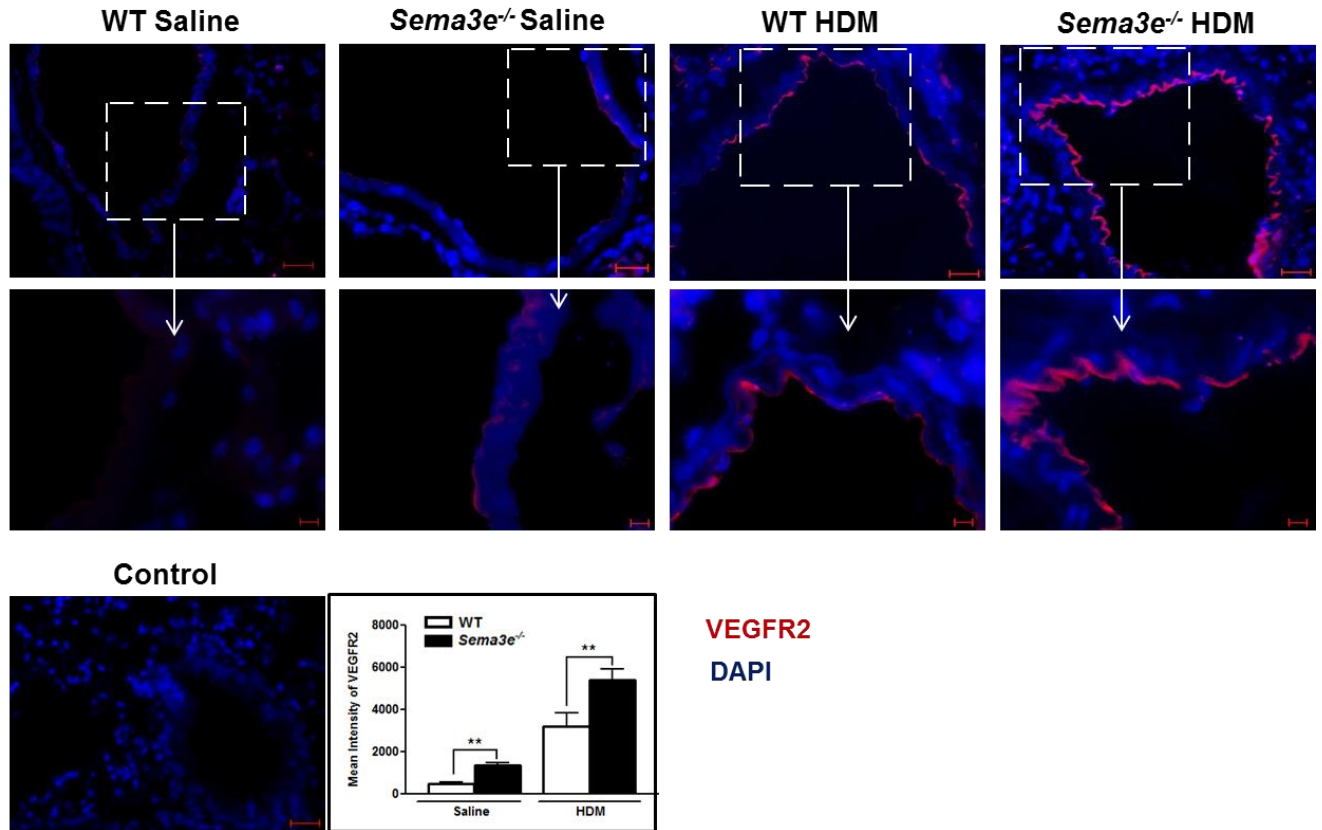 WT Saline
Sema3e-/- Saline
WT HDM
Sema3e-/- HDM
Control
8000
6000
4000
2000
0
Mean Intensity of VEGFR2
WT
Sema3e-/-
**
**
Saline
HDM
VEGFR2
DAPI